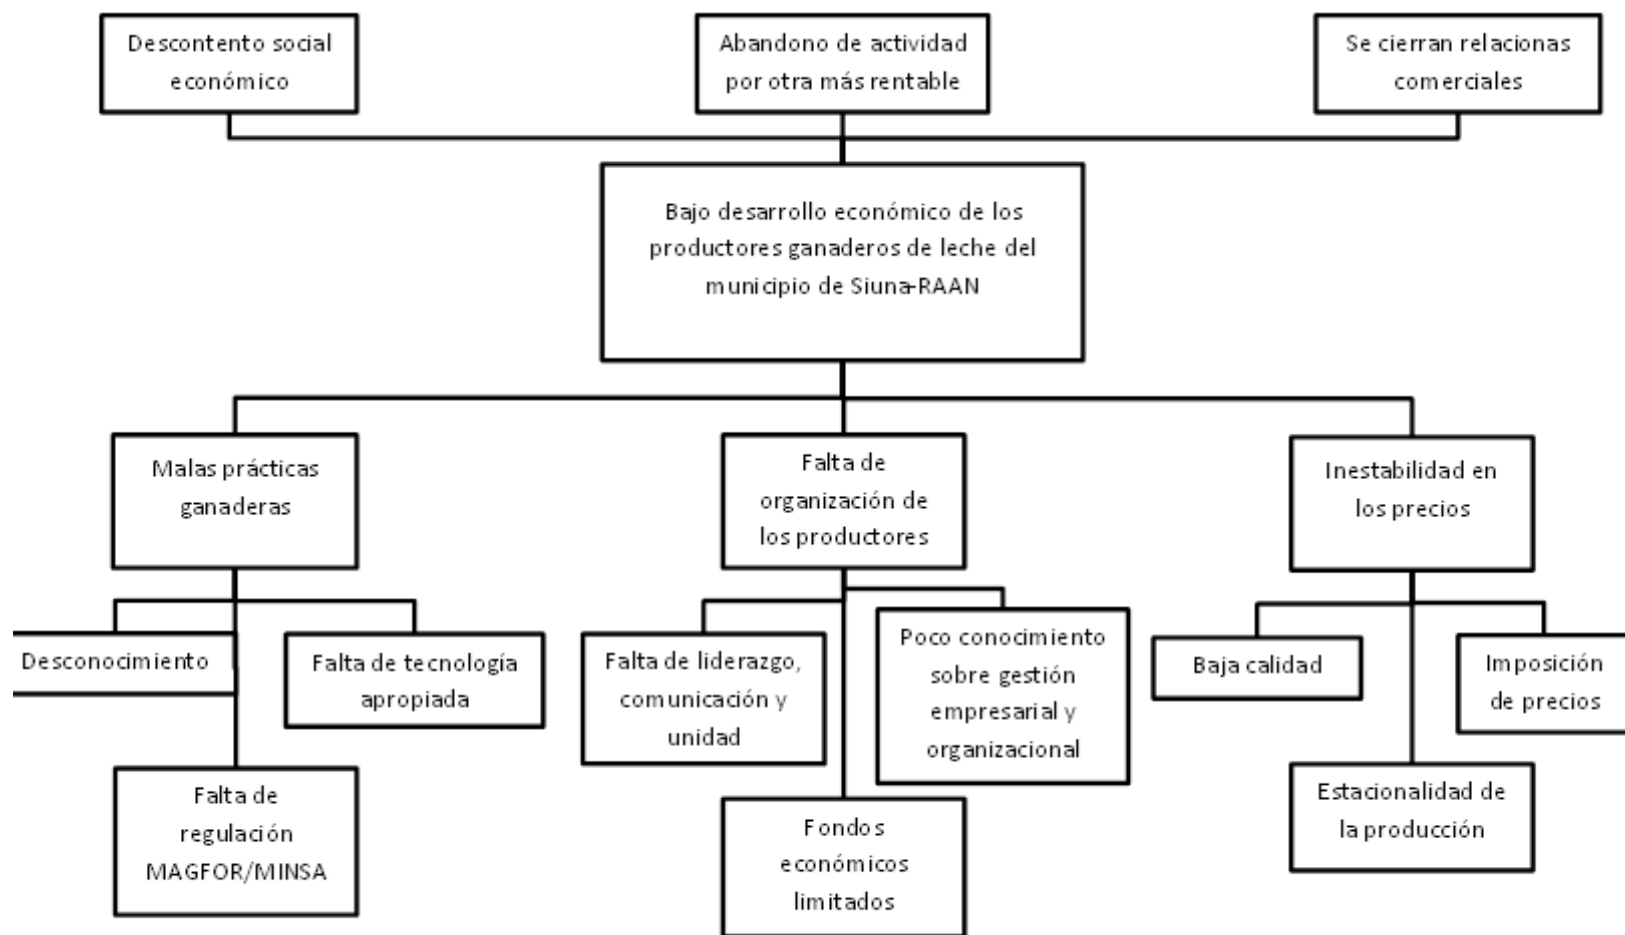 Descontento social
económico
Abandono de actividad
por otra más rentable
Se cierran relacionas
comerciales
Bajo desarrollo económico de los
productores ganaderos de leche del
municipio de Siuna-RAAN
Malas prácticas
ganaderas
Falta de
organización de
los productores
Inestabilidad en
los precios
Desconocimiento
Falta de tecnología
apropiada
Falta de liderazgo,
comunicación y
unidad
Poco conocimiento
sobre gestión
empresarial y
organizacional
Baja calidad
Imposición
de precios
Falta de
regulación
MAGFOR/MINSA
Fondos
económicos
limitados
Estacionalidad de
la producción